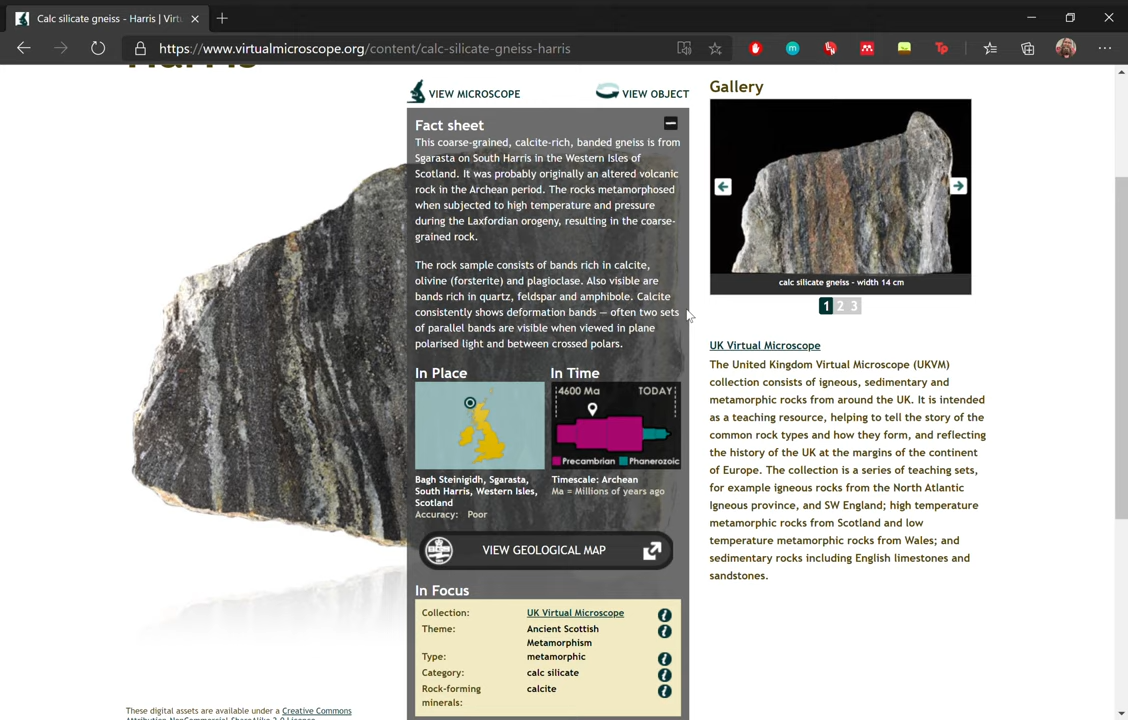 Calc silicate gneiss - Harris | Virtu
https://www.virtualmicroscope.org/content/calc-silicate-gneiss-harris
Harris
VIEW MICROSCOPE
VIEW OBJECT
Fact sheet
This coarse-grained, calcite-rich, banded gneiss is from
Sgarasta on South Harris in the Western Isles of
Scotland. It was probably originally an altered volcanic
rock in the Archean period. The rocks metamorphosed
when subjected to high temperature and pressure
during the Laxfordian orogeny, resulting in the coarse-
grained rock.
The rock sample consists of bands rich in calcite,
olivine (forsterite) and plagioclase. Also visible are
bands rich in quartz, feldspar and amphibole. Calcite
consistently shows deformation bands — often two sets
of parallel bands are visible when viewed in plane
polarised light and between crossed polars.
In Place
In Time
4600 Ma
TODAY
Precambrian
Phanerozoic
Bagh Steinigidh, Sgarasta,
South Harris, Western Isles,
Scotland
Accuracy: Poor
Timescale: Archean
Ma = Millions of years ago
BGS
VIEW GEOLOGICAL MAP
In Focus
Collection: UK Virtual Microscope
Theme: Ancient Scottish
Metamorphism
Type: metamorphic
Category: calc silicate
Rock-forming calcite
minerals:
Gallery
calc silicate gneiss - width 14 cm
1 2 3
UK Virtual Microscope
The United Kingdom Virtual Microscope (UKVM)
collection consists of igneous, sedimentary and
metamorphic rocks from around the UK. It is intended
as a teaching resource, helping to tell the story of the
common rock types and how they form, and reflecting
the history of the UK at the margins of the continent
of Europe. The collection is a series of teaching sets,
for example igneous rocks from the North Atlantic
Igneous province, and SW England; high temperature
metamorphic rocks from Scotland and low
temperature metamorphic rocks from Wales; and
sedimentary rocks including English limestones and
sandstones.
These digital assets are available under a Creative Commons
Attribution-NonCommercial-ShareAlike 2.0 Licence